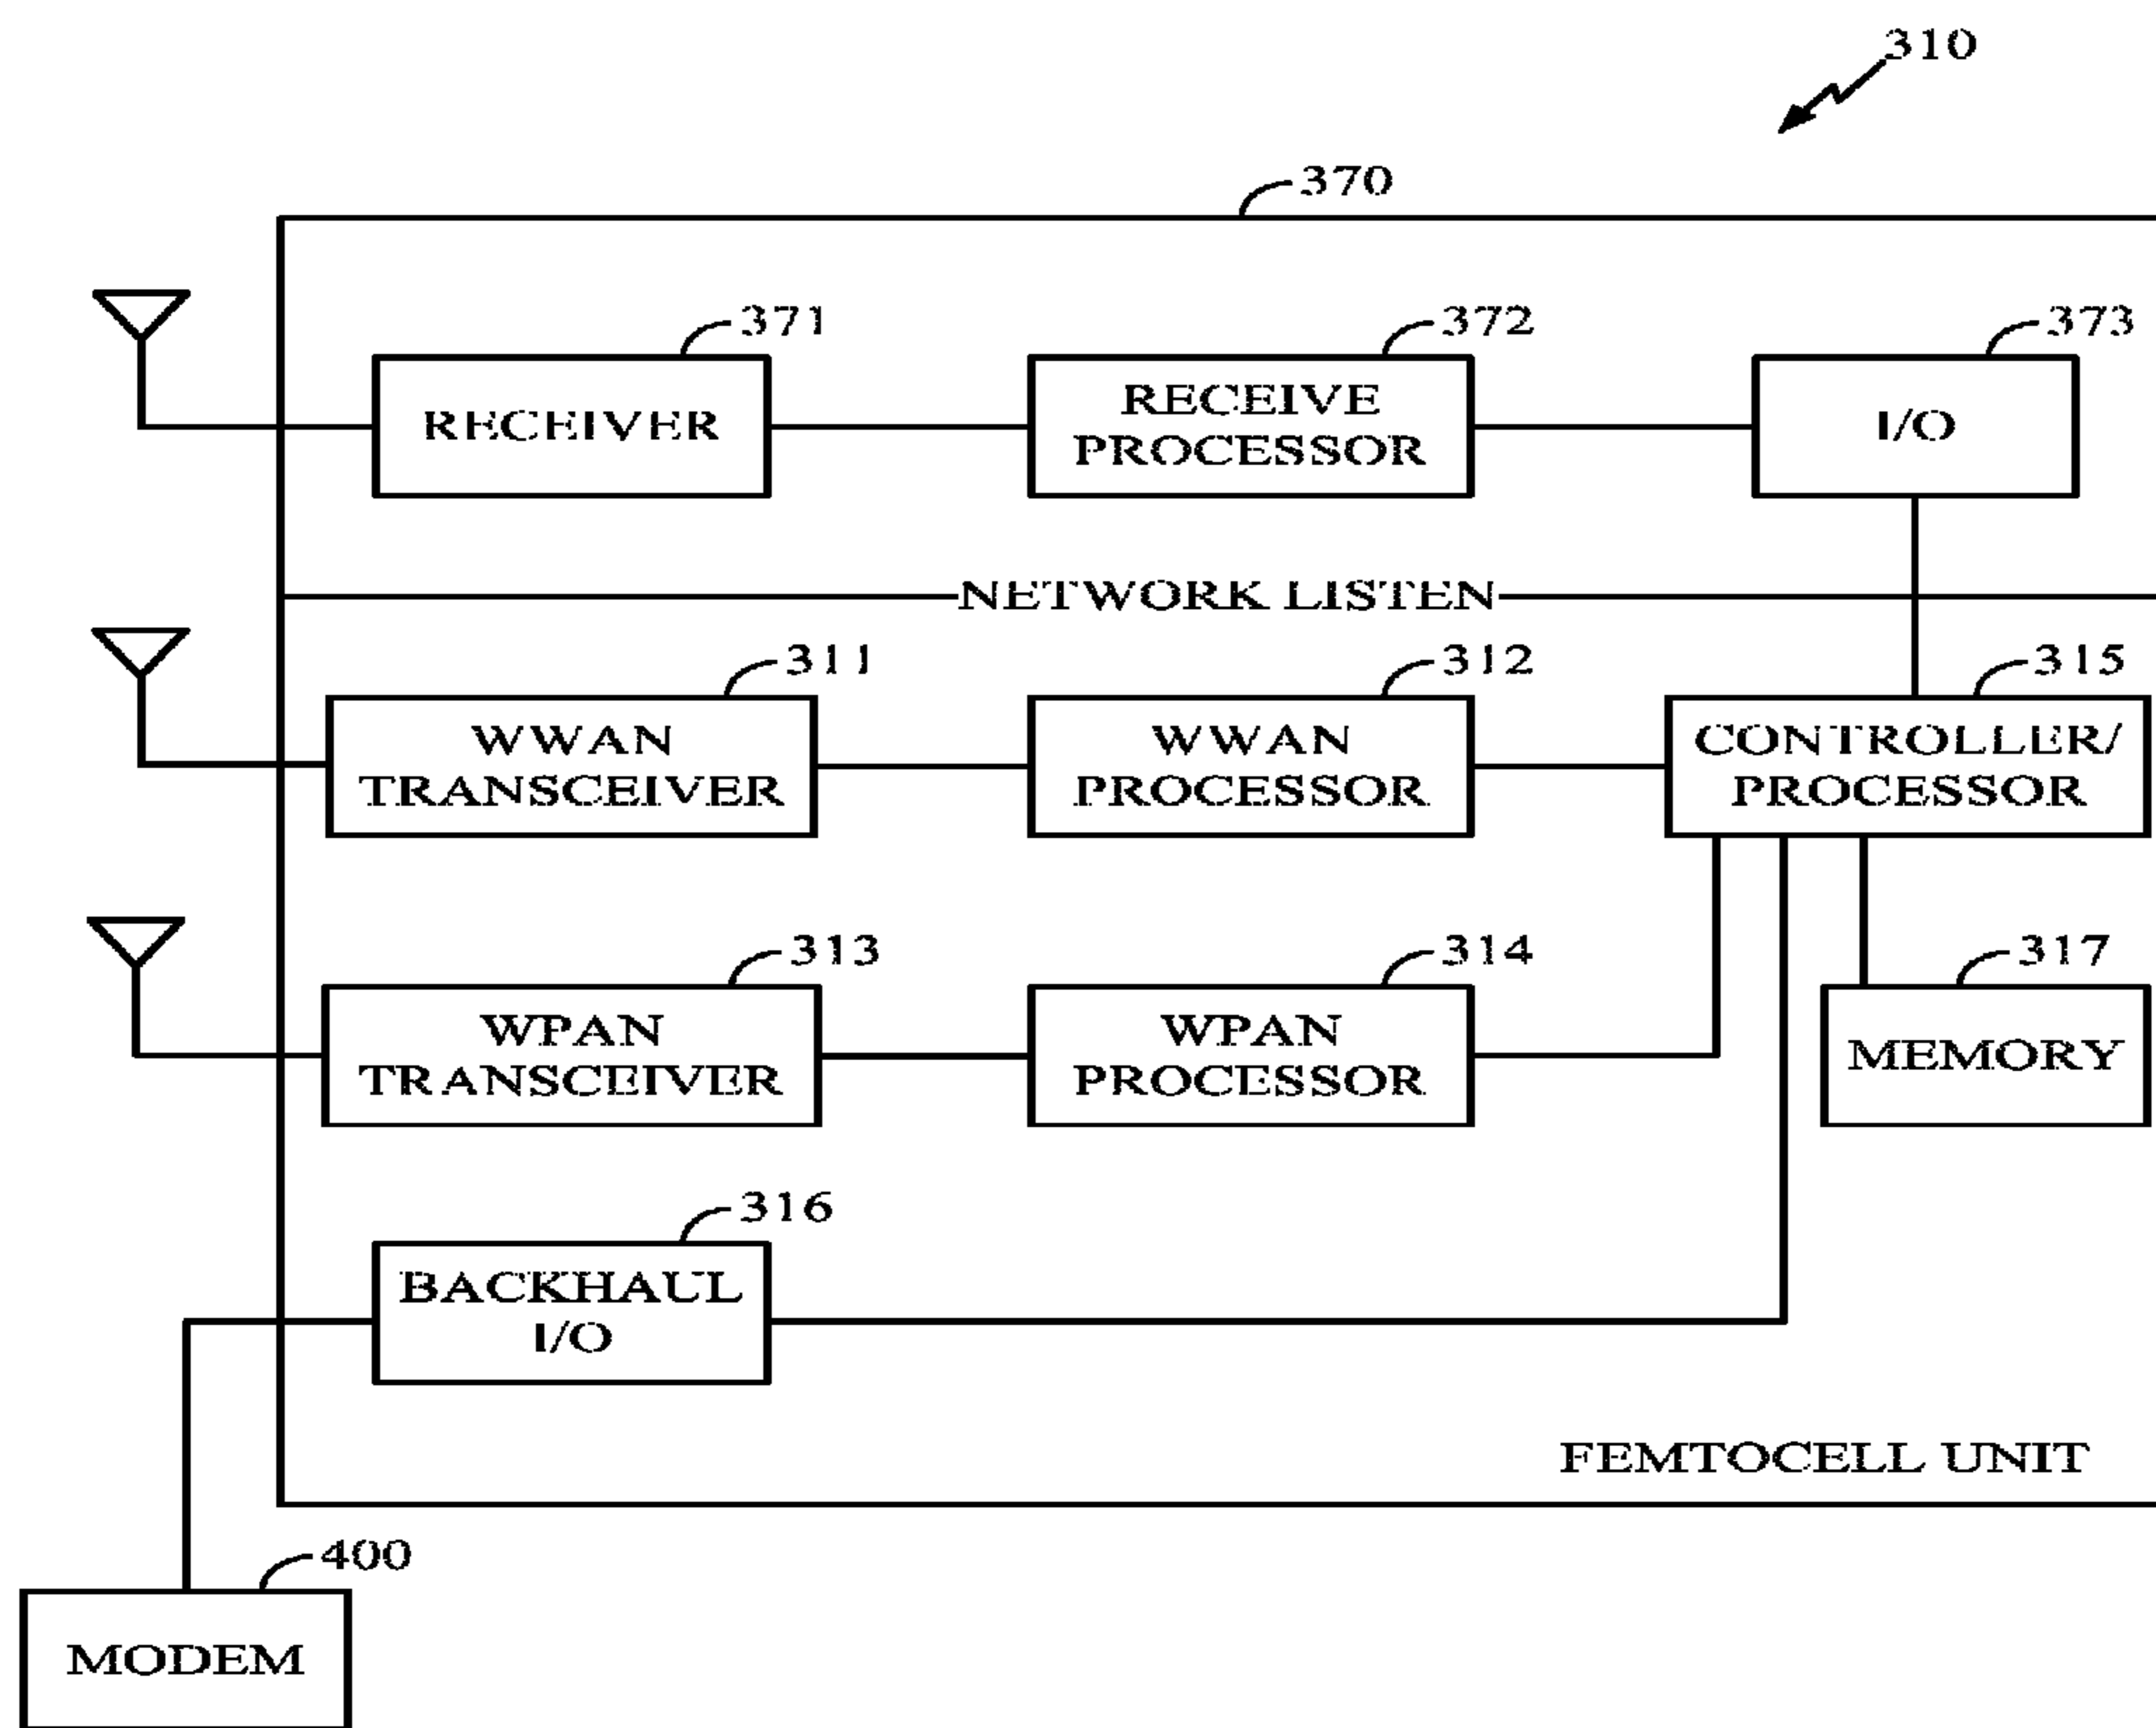 310
370
371
372
373
RECEIVER
RECEIVE
PROCESSOR
I/O
NETWORK LISTEN
311
312
315
WWAN
TRANSCEIVER
WWAN
PROCESSOR
CONTROLLER/
PROCESSOR
313
314
317
WPAN
TRANSCEIVER
WPAN
PROCESSOR
MEMORY
316
BACKHAUL
I/O
FEMTOCELL UNIT
400
MODEM